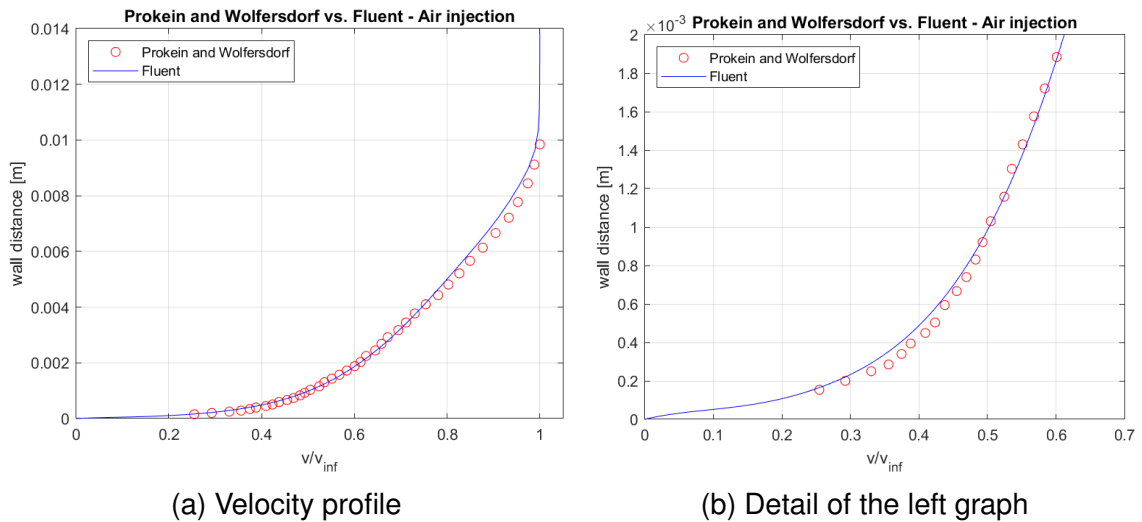 Prokein and Wolfersdorf vs. Fluent - Air injection
Prokein and Wolfersdorf
Fluent
0.014
0.012
0.01
0.008
0.006
0.004
0.002
0
wall distance [m]
0 0.2 0.4 0.6 0.8 1
v/v_inf
(a) Velocity profile
×10⁻³ Prokein and Wolfersdorf vs. Fluent - Air injection
Prokein and Wolfersdorf
Fluent
2
1.8
1.6
1.4
1.2
1
0.8
0.6
0.4
0.2
0
wall distance [m]
0 0.1 0.2 0.3 0.4 0.5 0.6 0.7
v/v_inf
(b) Detail of the left graph